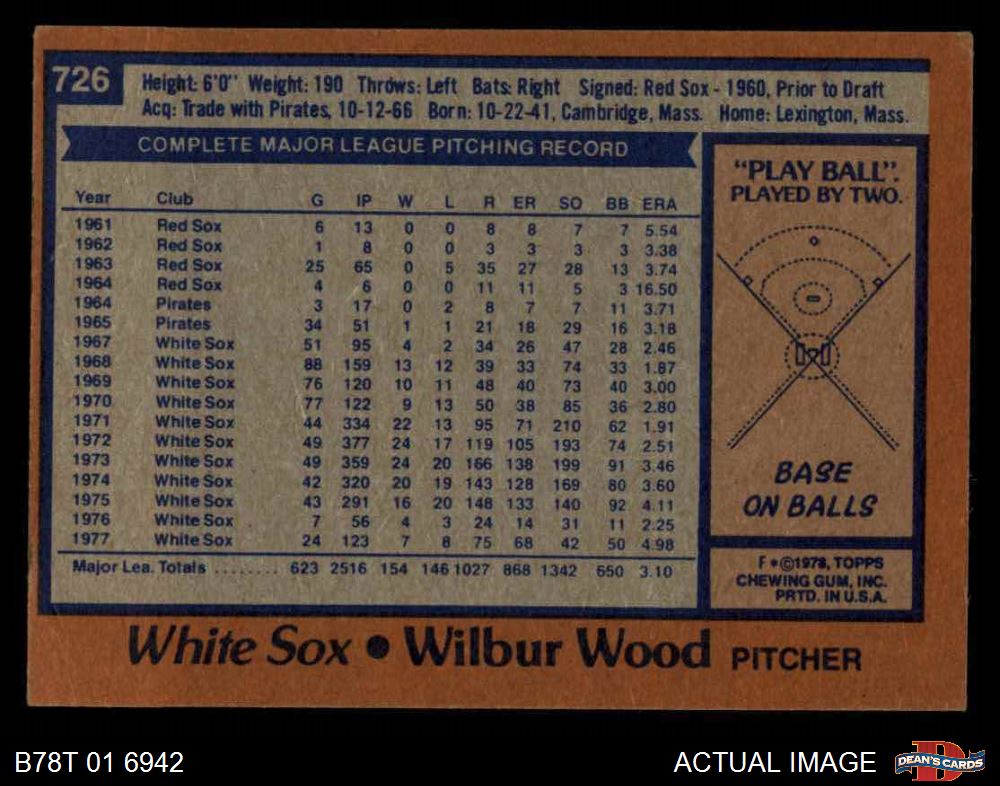 726
Height: 6'0" Weight: 190 Throws: Left Bats: Right Signed: Red Sox - 1960, Prior to Draft
Acq: Trade with Pirates, 10-12-66 Born: 10-22-41, Cambridge, Mass. Home: Lexington, Mass.
COMPLETE MAJOR LEAGUE PITCHING RECORD
Year Club G IP W L R ER SO BB ERA
1961 Red Sox 6 13 0 0 8 8 7 7 5.54
1962 Red Sox 1 8 0 0 3 3 3 3 3.38
1963 Red Sox 25 65 0 5 35 27 28 13 3.74
1964 Red Sox 4 6 0 0 11 11 5 3 16.50
1964 Pirates 3 17 0 2 8 7 7 11 3.71
1965 Pirates 34 51 1 1 21 18 29 16 3.18
1967 White Sox 51 95 4 2 34 26 47 28 2.46
1968 White Sox 88 159 13 12 39 33 74 33 1.87
1969 White Sox 76 120 10 11 48 40 73 40 3.00
1970 White Sox 77 122 9 13 50 38 85 36 2.80
1971 White Sox 44 334 22 13 95 71 210 62 1.91
1972 White Sox 49 377 24 17 119 105 193 74 2.51
1973 White Sox 49 359 24 20 166 138 199 91 3.46
1974 White Sox 42 320 20 19 143 128 169 80 3.60
1975 White Sox 43 291 16 20 148 133 140 92 4.11
1976 White Sox 7 56 4 3 24 14 31 11 2.25
1977 White Sox 24 123 7 8 75 68 42 50 4.98
Major Lea. Totals ........ 623 2516 154 146 1027 868 1342 650 3.10
"PLAY BALL".
PLAYED BY TWO.
BASE
ON BALLS
F*©1978, TOPPS
CHEWING GUM, INC.
PRTD. IN U.S.A.
White Sox • Wilbur Wood PITCHER
B78T 01 6942
ACTUAL IMAGE
D
DEAN'S CARDS